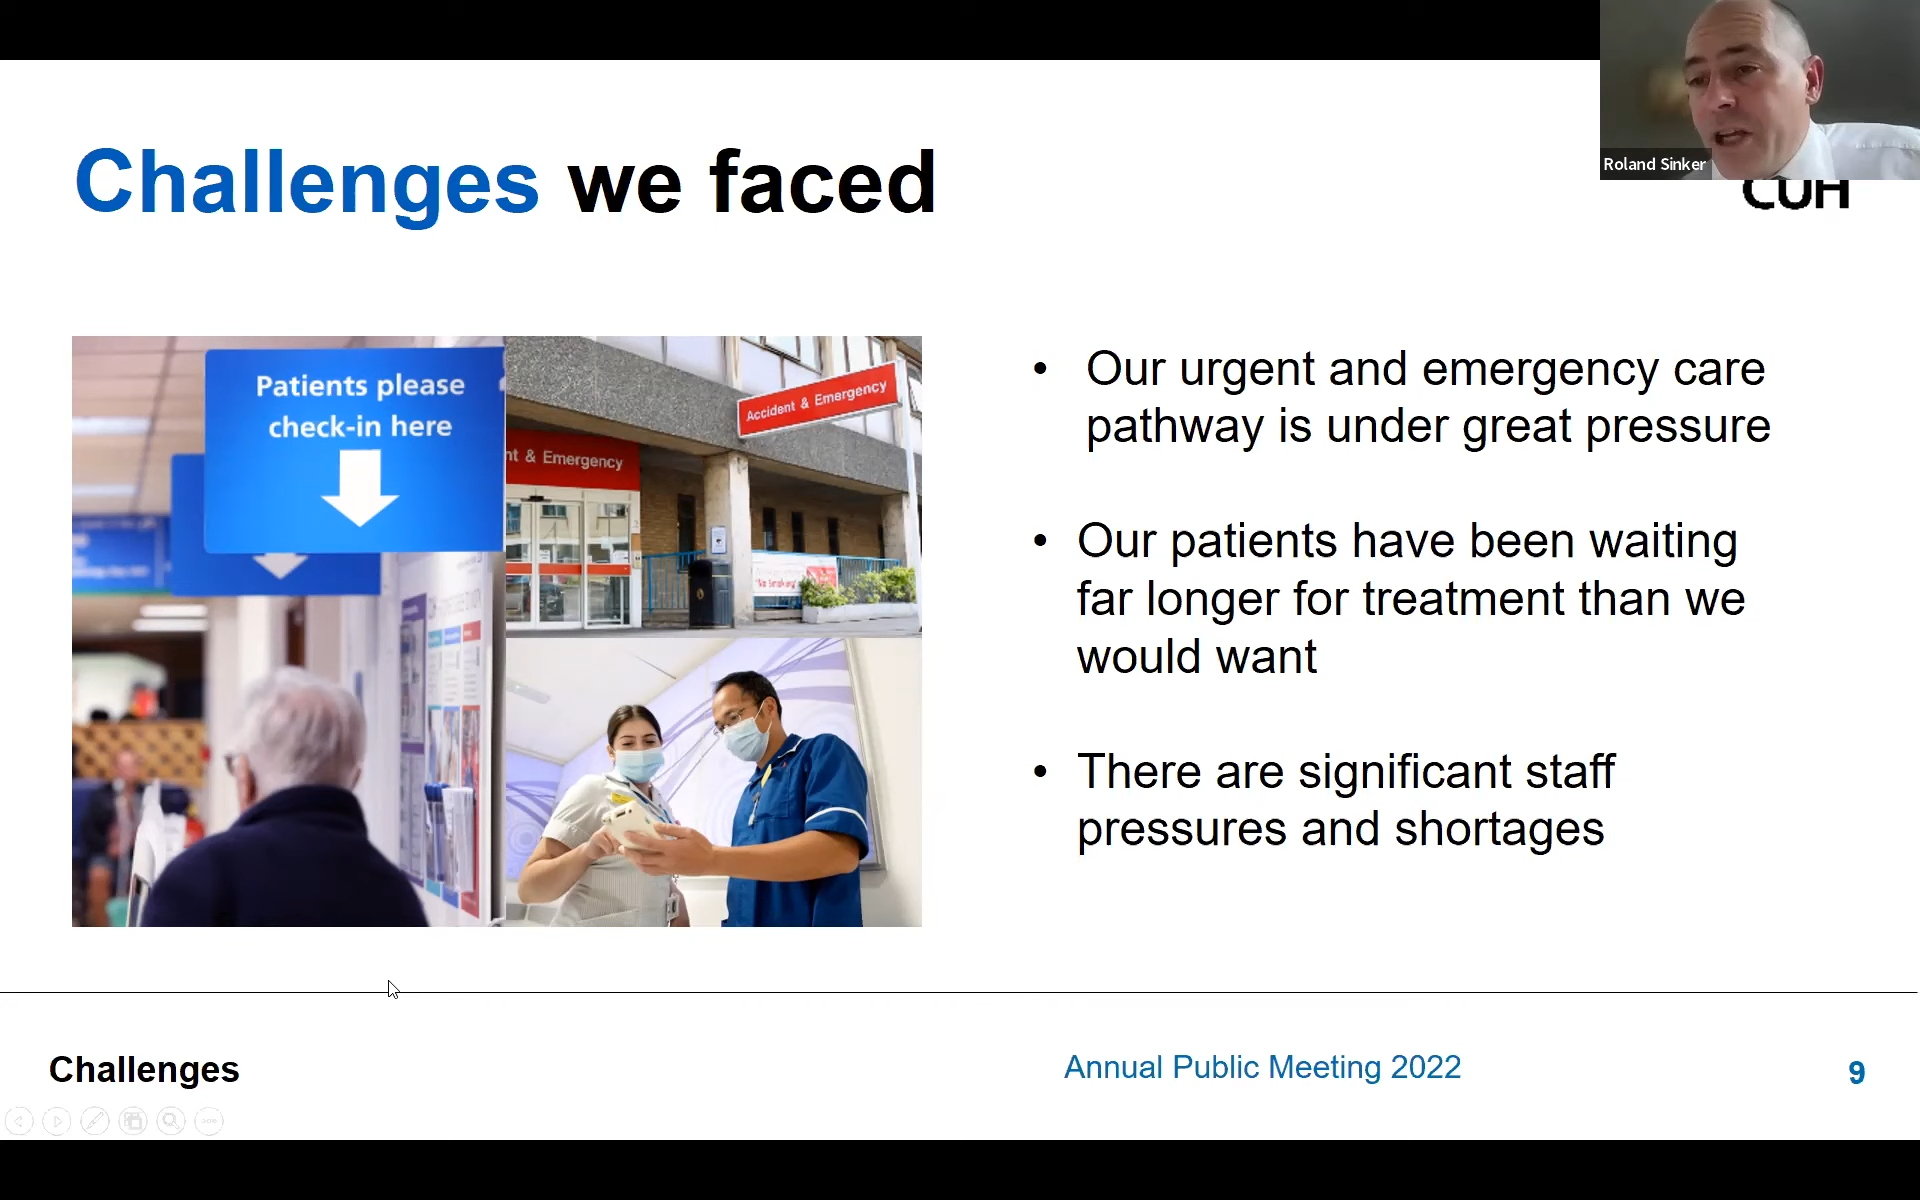 Roland Sinker
CUH
Challenges we faced
Patients please
check-in here
Accident & Emergency
nt & Emergency
"No Smoking"
• Our urgent and emergency care
pathway is under great pressure
• Our patients have been waiting
far longer for treatment than we
would want
• There are significant staff
pressures and shortages
Challenges
Annual Public Meeting 2022
9